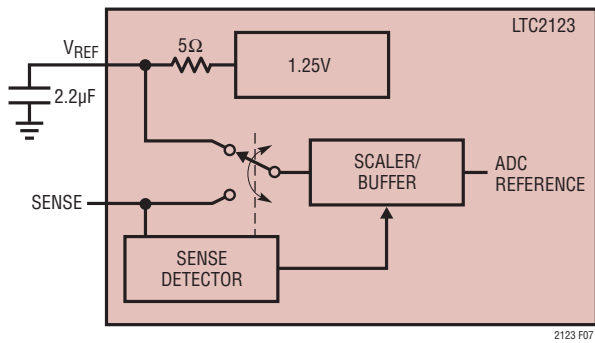 LTC2123
VREF
5Ω
1.25V
2.2µF
SCALER/
BUFFER
ADC
REFERENCE
SENSE
SENSE
DETECTOR
2123 F07